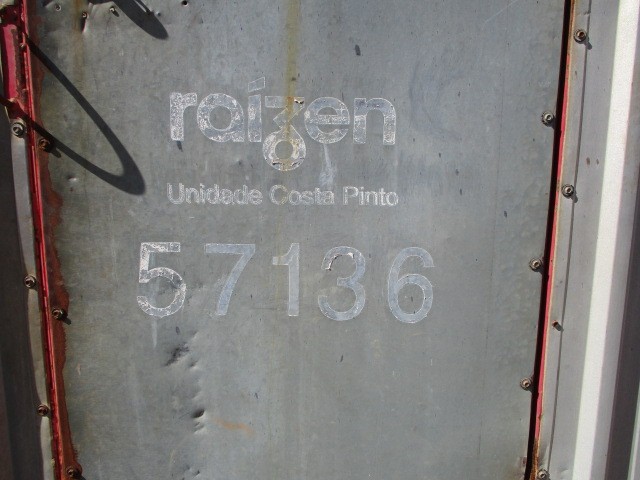 raízen
Unidade Costa Pinto
57136